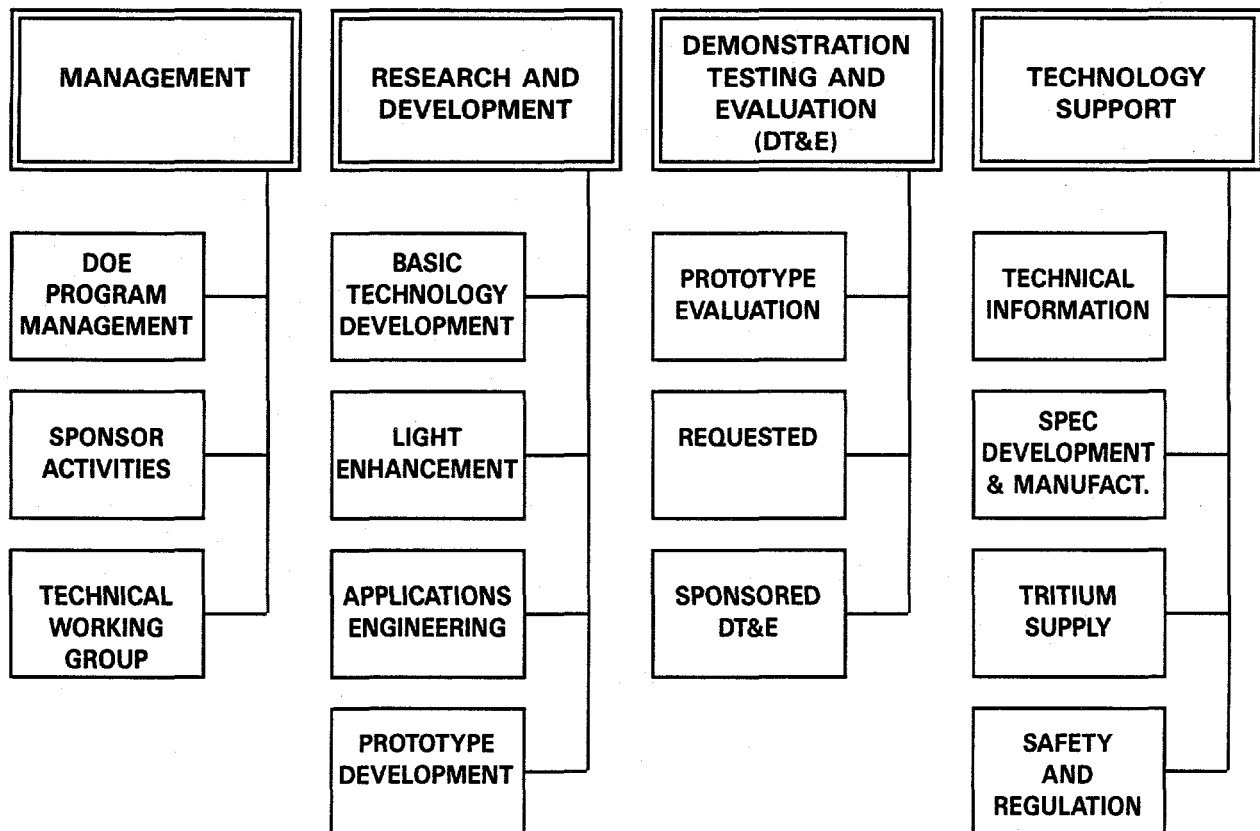 MANAGEMENT
DOE
PROGRAM
MANAGEMENT
SPONSOR
ACTIVITIES
TECHNICAL
WORKING
GROUP
RESEARCH AND
DEVELOPMENT
BASIC
TECHNOLOGY
DEVELOPMENT
LIGHT
ENHANCEMENT
APPLICATIONS
ENGINEERING
PROTOTYPE
DEVELOPMENT
DEMONSTRATION
TESTING AND
EVALUATION
(DT&E)
PROTOTYPE
EVALUATION
REQUESTED
SPONSORED
DT&E
TECHNOLOGY
SUPPORT
TECHNICAL
INFORMATION
SPEC
DEVELOPMENT
& MANUFACT.
TRITIUM
SUPPLY
SAFETY
AND
REGULATION